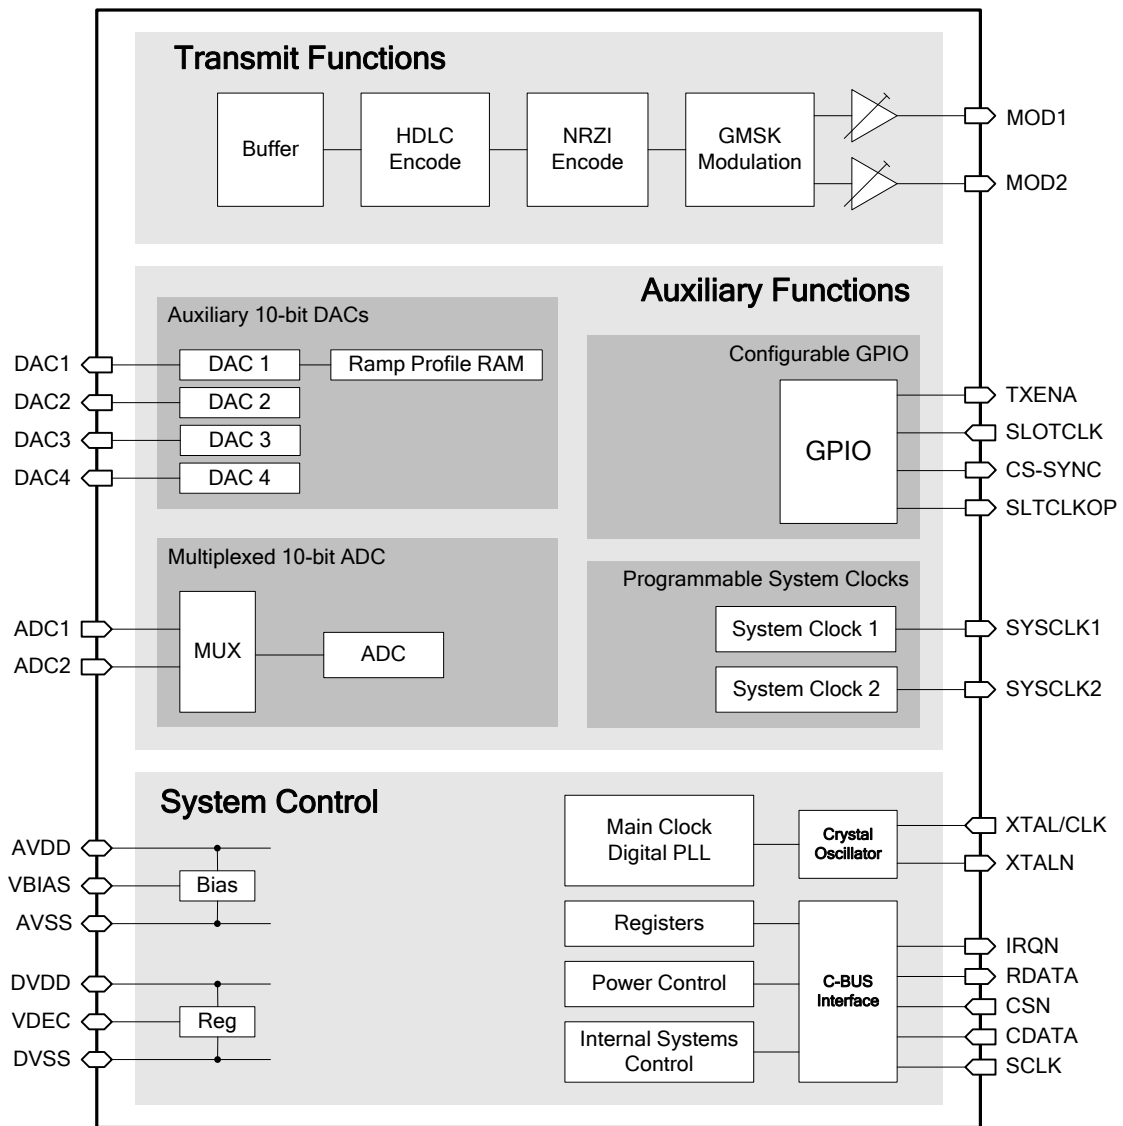 Transmit Functions
Buffer
HDLC
Encode
NRZI
Encode
GMSK
Modulation
MOD1
MOD2
Auxiliary Functions
Auxiliary 10-bit DACs
DAC1
DAC 1
Ramp Profile RAM
DAC2
DAC 2
DAC3
DAC 3
DAC4
DAC 4
Configurable GPIO
GPIO
TXENA
SLOTCLK
CS-SYNC
SLTCLKOP
Multiplexed 10-bit ADC
ADC1
ADC2
MUX
ADC
Programmable System Clocks
System Clock 1
SYSCLK1
System Clock 2
SYSCLK2
System Control
AVDD
VBIAS
Bias
AVSS
DVDD
VDEC
Reg
DVSS
Main Clock
Digital PLL
Crystal
Oscillator
XTAL/CLK
XTALN
Registers
Power Control
Internal Systems
Control
C-BUS
Interface
IRQN
RDATA
CSN
CDATA
SCLK